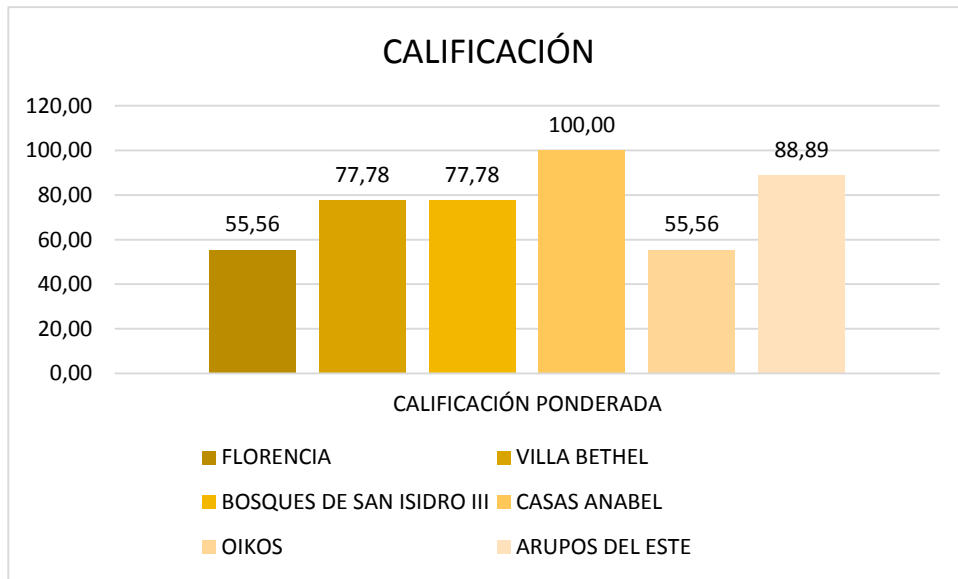 CALIFICACIÓN
120,00
100,00
80,00
60,00
40,00
20,00
0,00
55,56
77,78
77,78
100,00
55,56
88,89
CALIFICACIÓN PONDERADA
FLORENCIA
VILLA BETHEL
BOSQUES DE SAN ISIDRO III
CASAS ANABEL
OIKOS
ARUPOS DEL ESTE